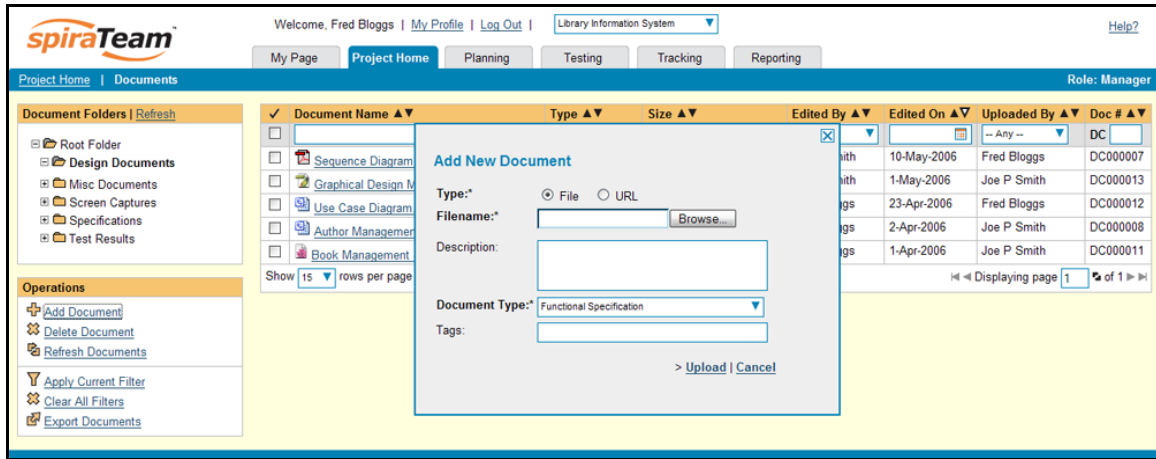 spiraTeam
Welcome, Fred Bloggs | My Profile | Log Out |
Library Information System
Help?
My Page
Project Home
Planning
Testing
Tracking
Reporting
Project Home | Documents
Role: Manager
Document Folders | Refresh
Root Folder
Design Documents
Misc Documents
Screen Captures
Specifications
Test Results
Operations
Add Document
Delete Document
Refresh Documents
Apply Current Filter
Clear All Filters
Export Documents
Document Name Type Size Edited By Edited On Uploaded By Doc #
-- Any -- DC
Sequence Diagram ith 10-May-2006 Fred Bloggs DC000007
Graphical Design M ith 1-May-2006 Joe P Smith DC000013
Use Case Diagram. gs 23-Apr-2006 Fred Bloggs DC000012
Author Managemen gs 2-Apr-2006 Joe P Smith DC000008
Book Management gs 1-Apr-2006 Joe P Smith DC000011
Show 15 rows per page
Displaying page 1 of 1
Add New Document
Type:* File URL
Filename:* Browse...
Description:
Document Type:* Functional Specification
Tags:
> Upload | Cancel